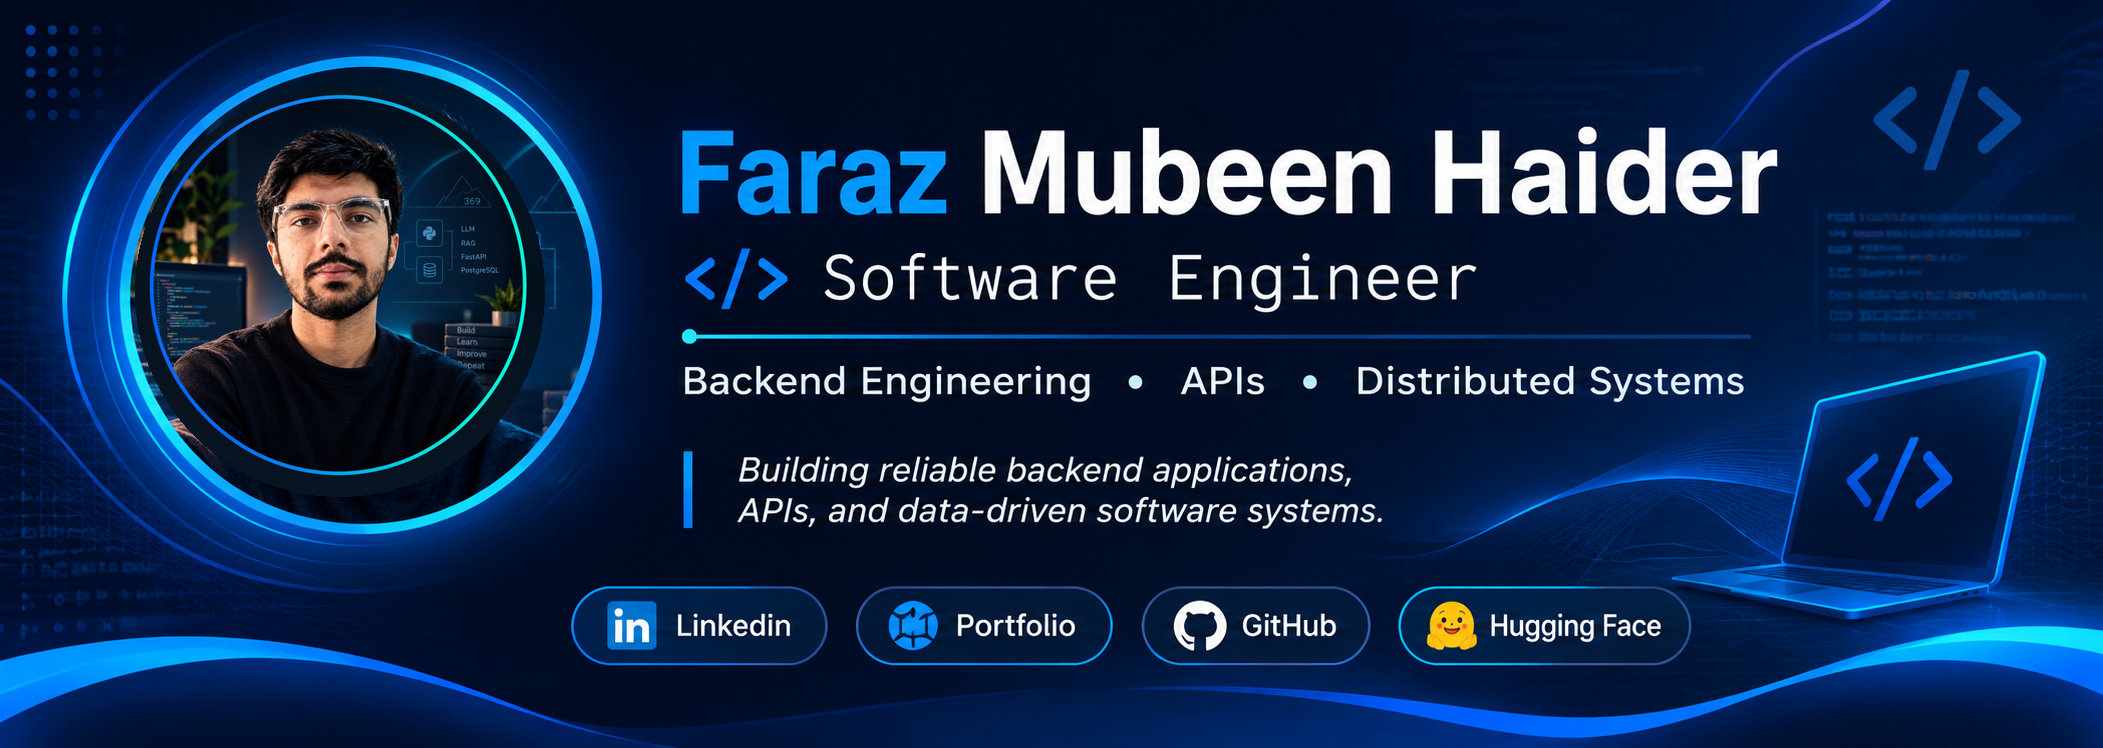 Faraz Mubeen Haider
</> Software Engineer
Backend Engineering • APIs • Distributed Systems
Building reliable backend applications,
APIs, and data-driven software systems.
in Linkedin
Portfolio
GitHub
Hugging Face
369
LLM
RAG
FastAPI
PostgreSQL
Build
Learn
Improve
Repeat
</>
</>